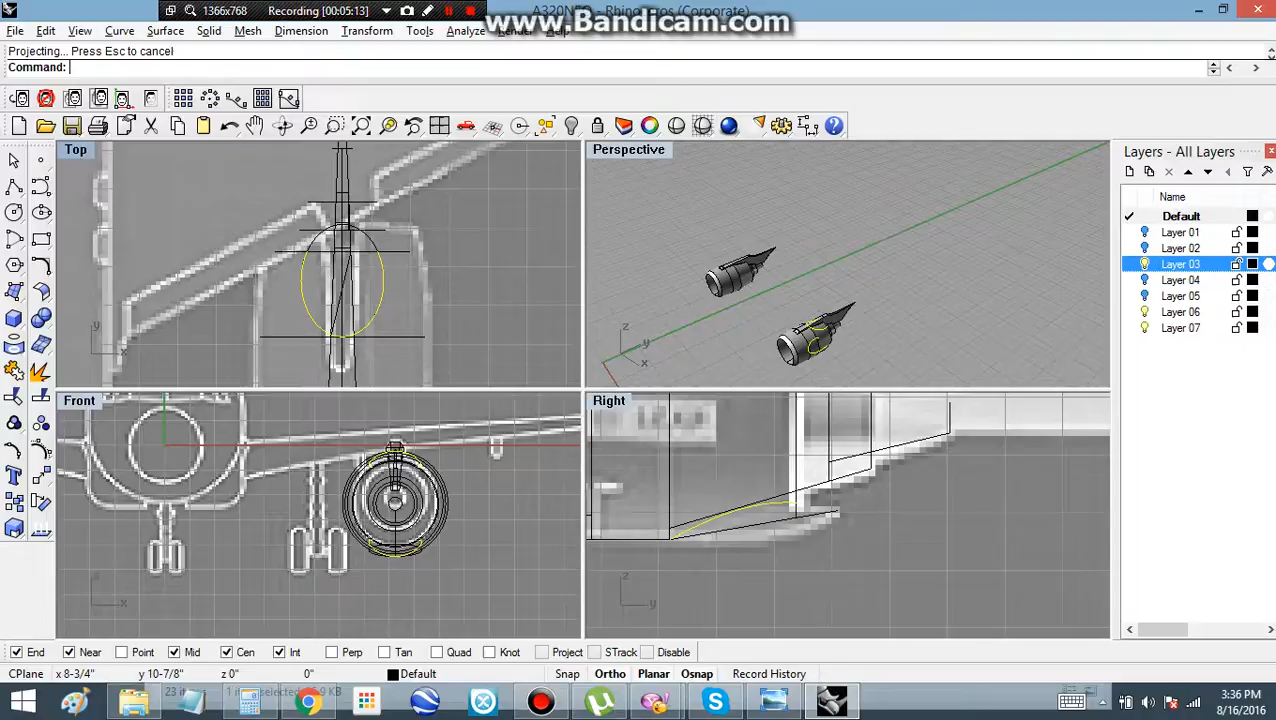 1366x768 Recording [00:05:13]
www.Bandicam.com
File Edit View Curve Surface Solid Mesh Dimension Transform Tools Analyze Render Help
Projecting... Press Esc to cancel
Command:
Top
Perspective
Layers - All Layers
Name
Default
Layer 01
Layer 02
Layer 03
Layer 04
Layer 05
Layer 06
Layer 07
y
x
z
y
x
Front
Right
z
x
z
y
End Near Point Mid Cen Int Perp Tan Quad Knot Project STrack Disable
CPlane x 8-3/4" y 10-7/8" z 0" 0" Default Snap Ortho Planar Osnap Record History
3:36 PM
8/16/2016